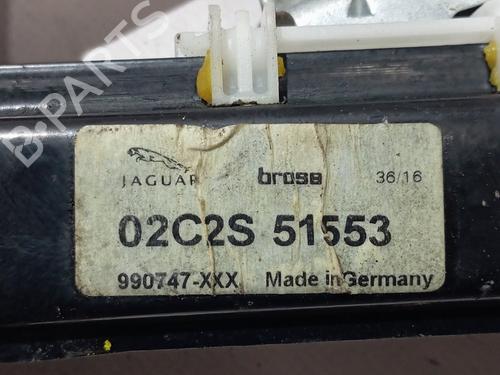 B-PARTS
JAGUAR brose 36/16
02C2S 51553
990747-XXX Made in Germany